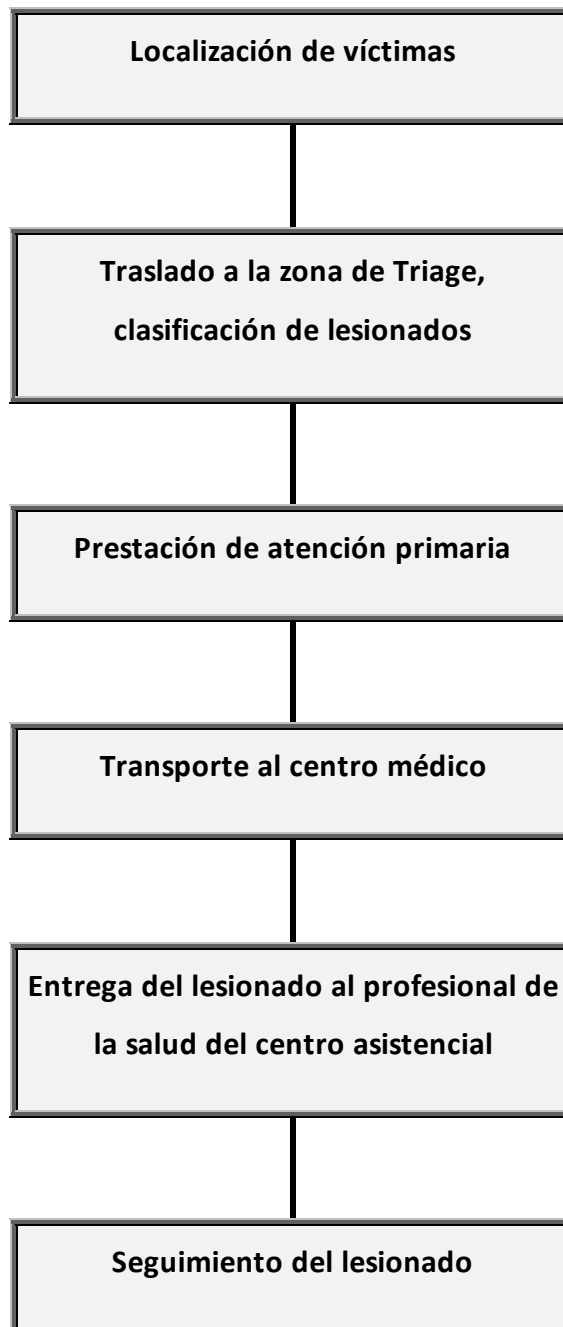 Localización de víctimas
Traslado a la zona de Triage,
clasificación de lesionados
Prestación de atención primaria
Transporte al centro médico
Entrega del lesionado al profesional de
la salud del centro asistencial
Seguimiento del lesionado